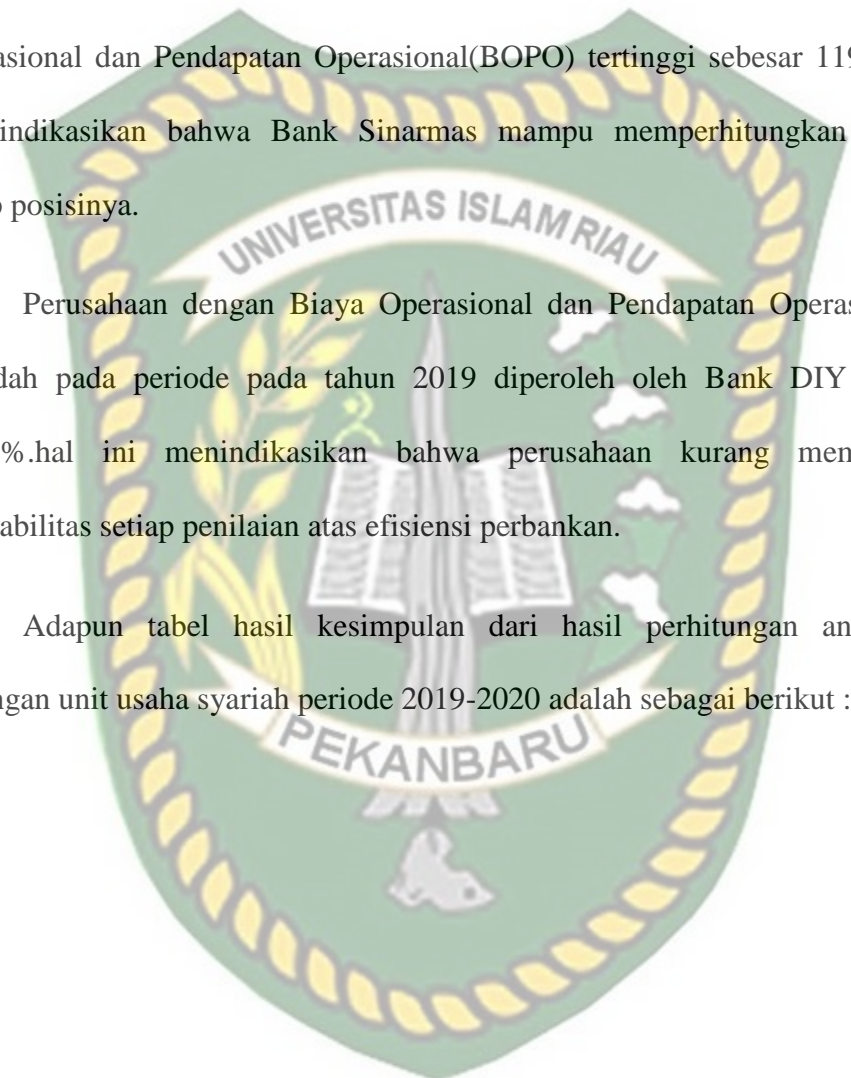 asional dan Pendapatan Operasional(BOPO) tertinggi sebesar 119
indikasikan bahwa Bank Sinarmas mampu memperhitungkan
posisinya.
UNIVERSITAS ISLAM RIAU
Perusahaan dengan Biaya Operasional dan Pendapatan Operas
dah pada periode pada tahun 2019 diperoleh oleh Bank DIY
%.hal ini menindikasikan bahwa perusahaan kurang men
abilitas setiap penilaian atas efisiensi perbankan.
Adapun tabel hasil kesimpulan dari hasil perhitungan an
ngan unit usaha syariah periode 2019-2020 adalah sebagai berikut :
PEKANBARU